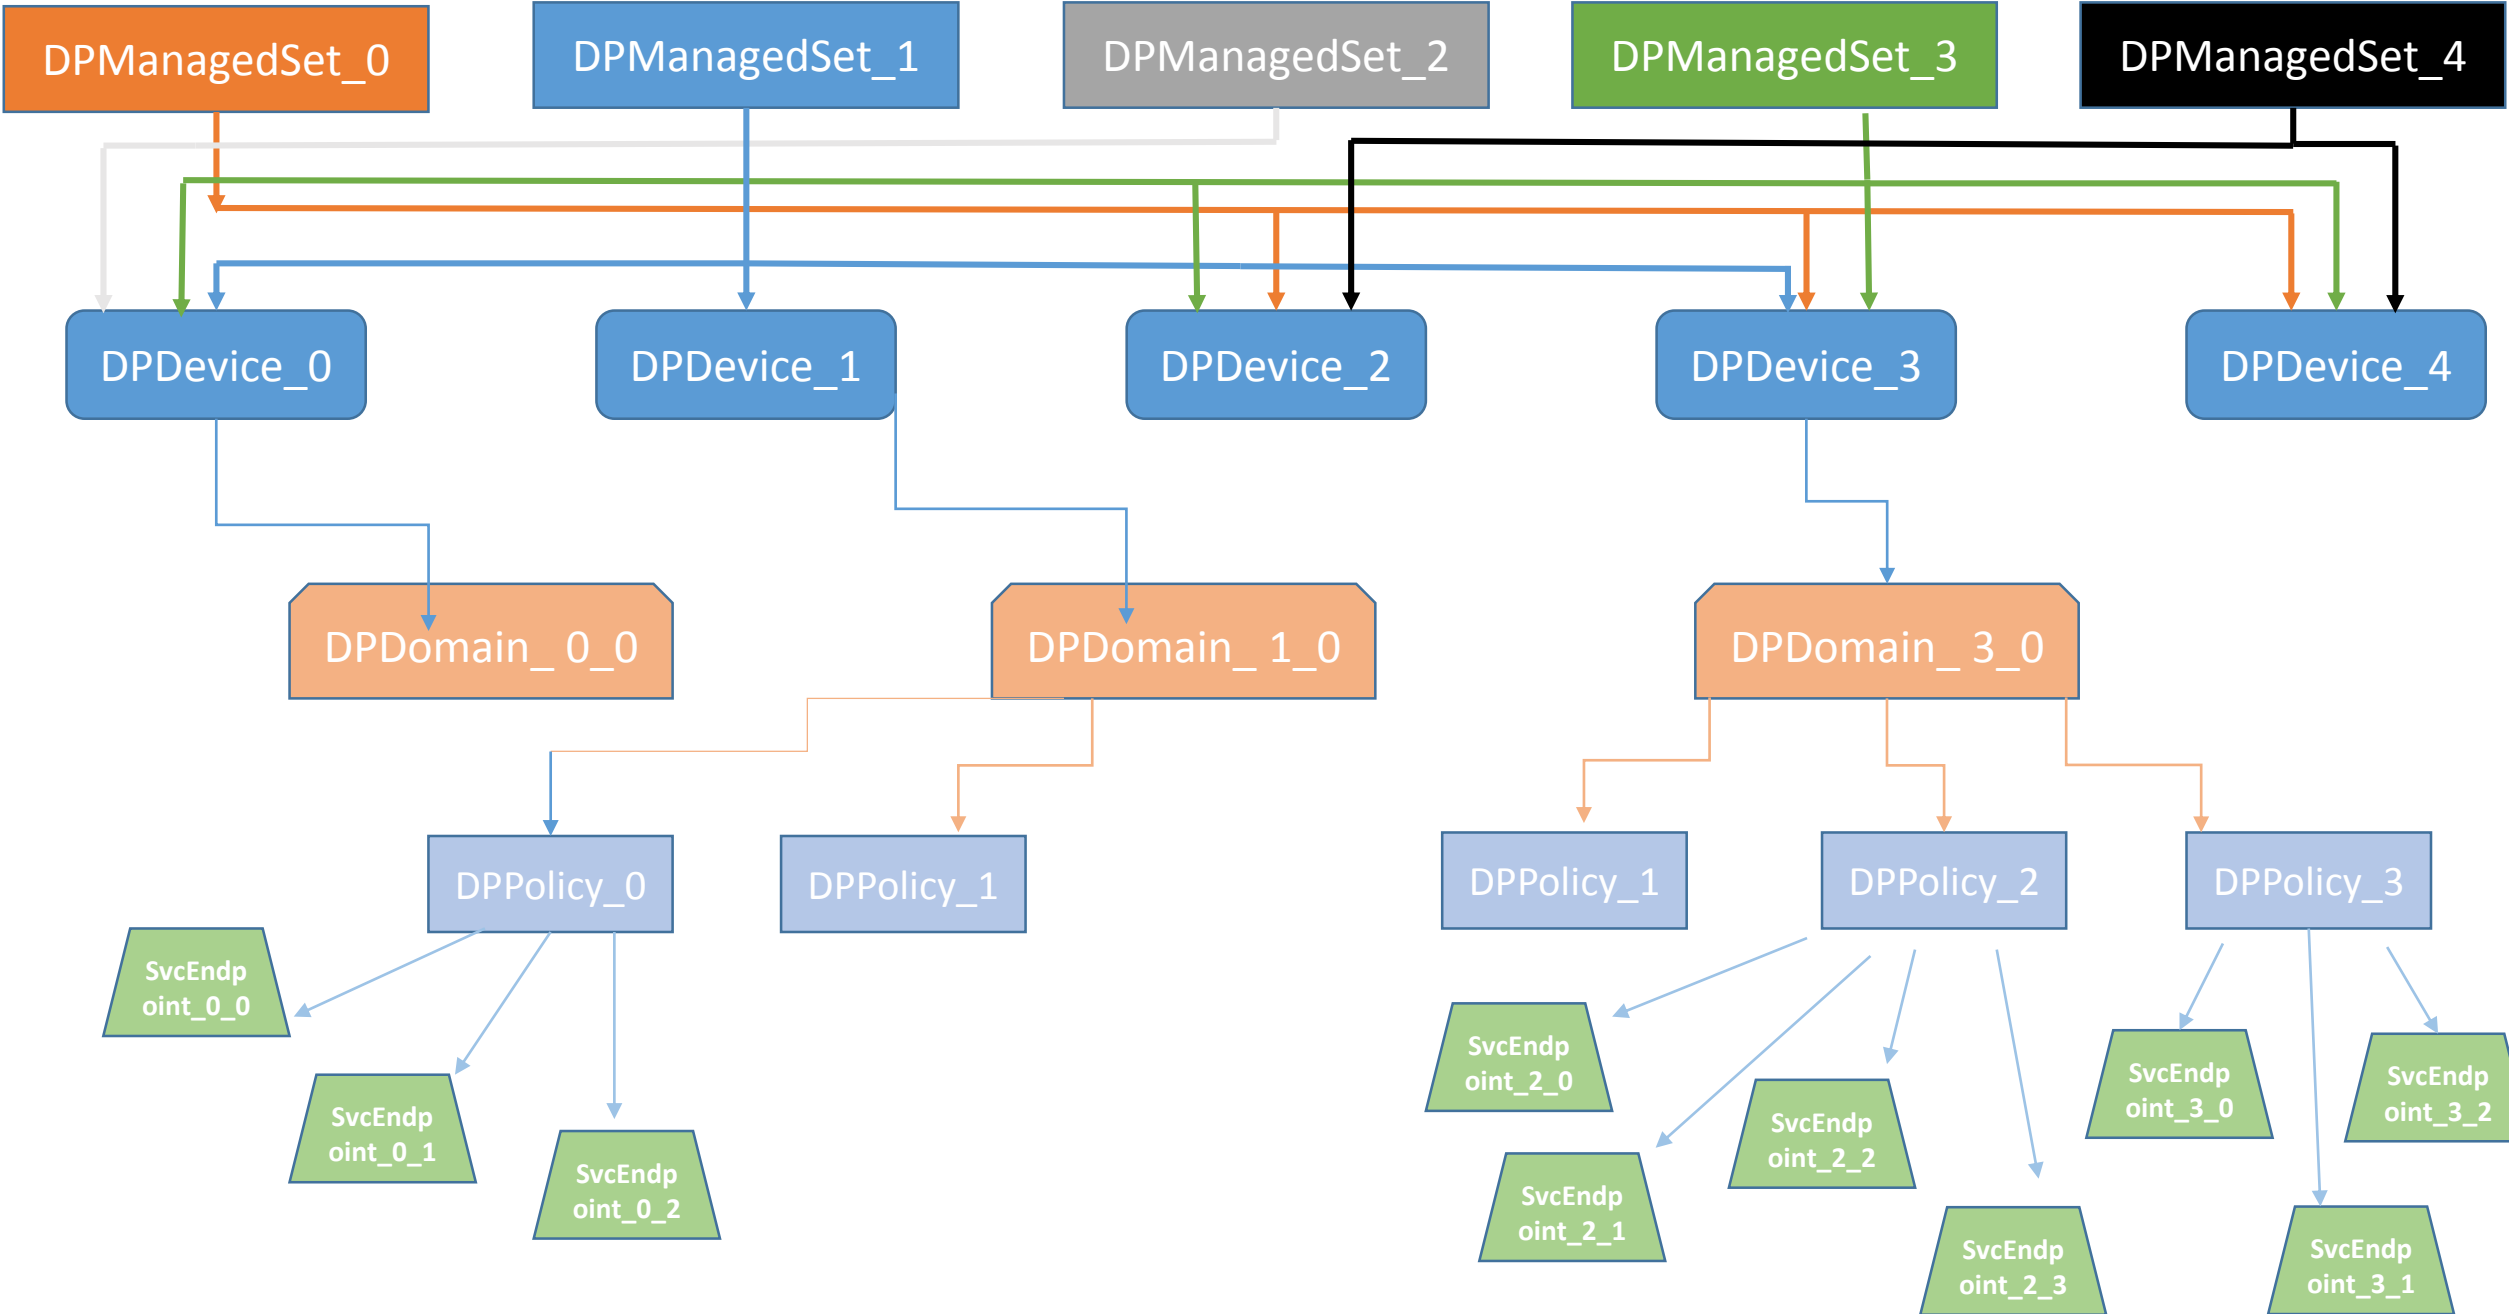 DPManagedSet_0
DPManagedSet_1
DPManagedSet_2
DPManagedSet_3
DPManagedSet_4
DPDevice_0
DPDevice_1
DPDevice_2
DPDevice_3
DPDevice_4
DPDomain_ 0_0
DPDomain_ 1_0
DPDomain_ 3_0
DPPolicy_0
DPPolicy_1
DPPolicy_1
DPPolicy_2
DPPolicy_3
SvcEndp
oint_0_0
SvcEndp
oint_0_1
SvcEndp
oint_0_2
SvcEndp
oint_2_0
SvcEndp
oint_2_1
SvcEndp
oint_2_2
SvcEndp
oint_2_3
SvcEndp
oint_3_0
SvcEndp
oint_3_1
SvcEndp
oint_3_2